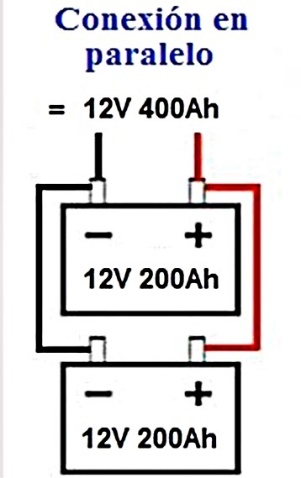 Conexión en
paralelo
= 12V 400Ah
− +
12V 200Ah
− +
12V 200Ah